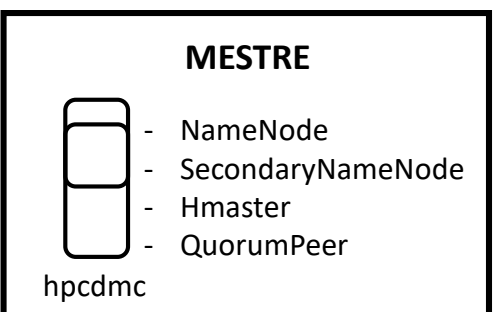 MESTRE
- NameNode
- SecondaryNameNode
- Hmaster
- QuorumPeer
hpcdmc